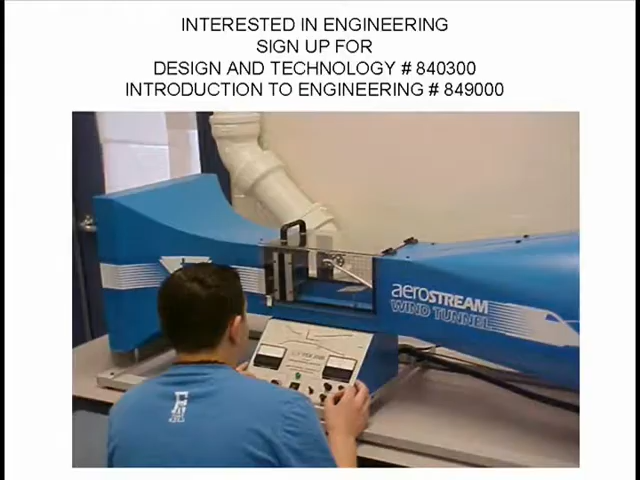 INTERESTED IN ENGINEERING
SIGN UP FOR
DESIGN AND TECHNOLOGY # 840300
INTRODUCTION TO ENGINEERING # 849000
aeroSTREAM
WIND TUNNEL